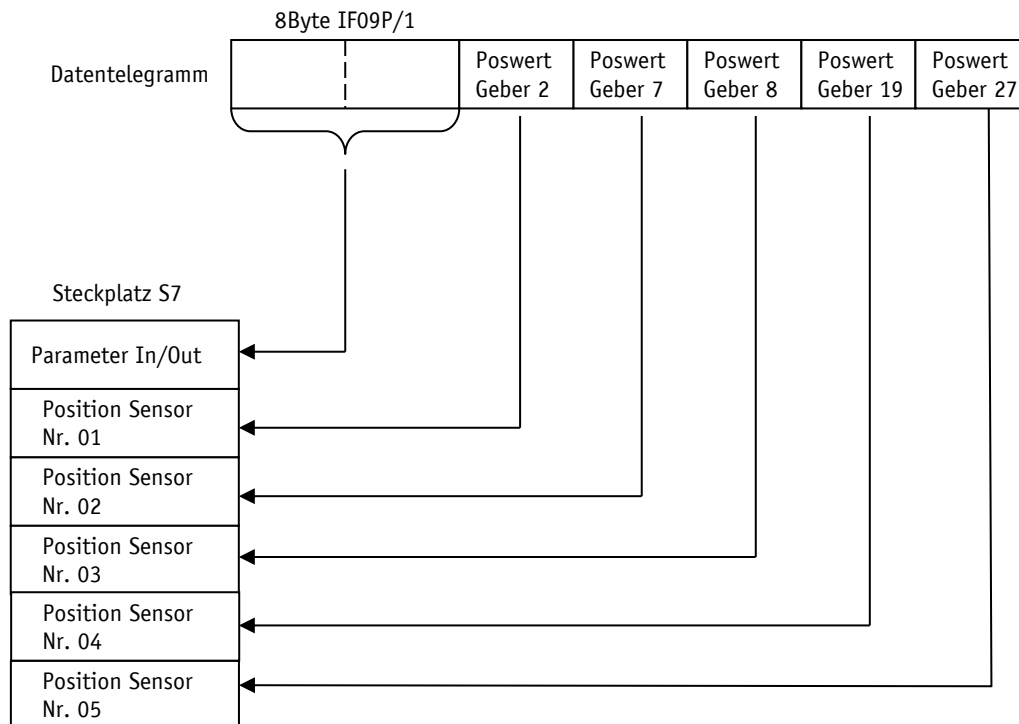 8Byte IF09P/1
Datentelegramm
Poswert
Geber 2
Poswert
Geber 7
Poswert
Geber 8
Poswert
Geber 19
Poswert
Geber 27
Steckplatz S7
Parameter In/Out
Position Sensor
Nr. 01
Position Sensor
Nr. 02
Position Sensor
Nr. 03
Position Sensor
Nr. 04
Position Sensor
Nr. 05